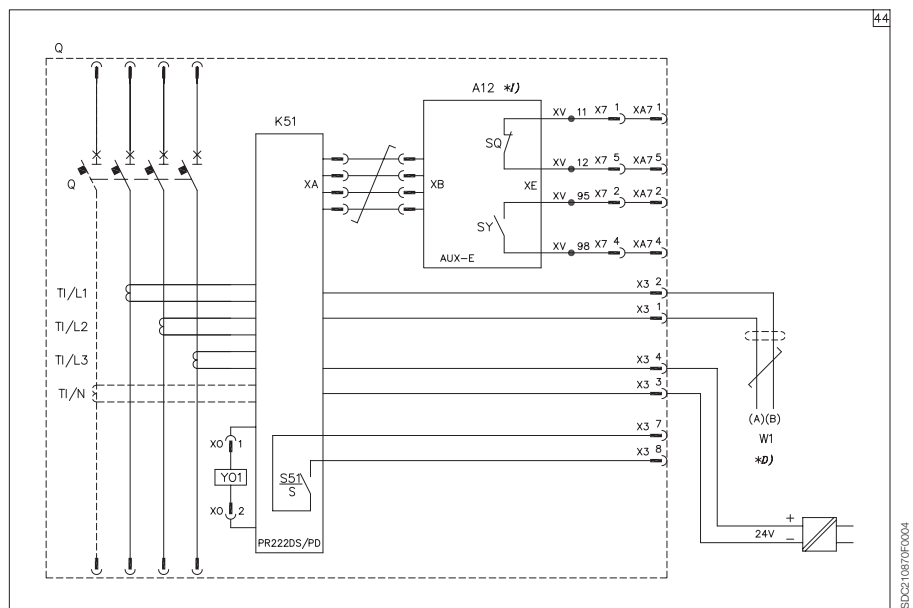 44
Q
A12 *I)
K51
XV 11 X7 1 XA7 1
SQ
XA
XB
XE
XV 12 X7 5 XA7 5
Q
XV 95 X7 2 XA7 2
SY
XV 98 X7 4 XA7 4
AUX-E
X3 2
TI/L1
X3 1
TI/L2
TI/L3
X3 4
X3 3
TI/N
(A)(B)
X3 7
W1
XO 1
X3 8
*D)
YO1
S51
S
XO 2
+
24V
-
PR222DS/PD
SDC210870F0004